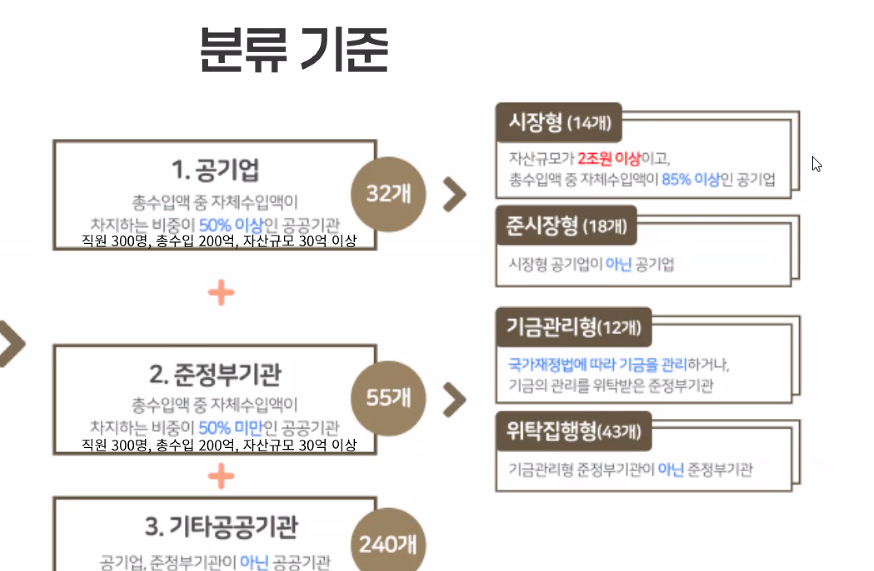 분류 기준
1. 공기업
총수입액 중 자체수입액이
차지하는 비중이 50% 이상인 공공기관
직원 300명, 총수입 200억, 자산규모 30억 이상
32개
시장형 (14개)
자산규모가 2조원 이상이고,
총수입액 중 자체수입액이 85% 이상인 공기업
준시장형 (18개)
시장형 공기업이 아닌 공기업
+
2. 준정부기관
총수입액 중 자체수입액이
차지하는 비중이 50% 미만인 공공기관
직원 300명, 총수입 200억, 자산규모 30억 이상
55개
기금관리형(12개)
국가재정법에 따라 기금을 관리하거나,
기금의 관리를 위탁받은 준정부기관
위탁집행형(43개)
기금관리형 준정부기관이 아닌 준정부기관
+
3. 기타공공기관
공기업, 준정부기관이 아닌 공공기관
240개